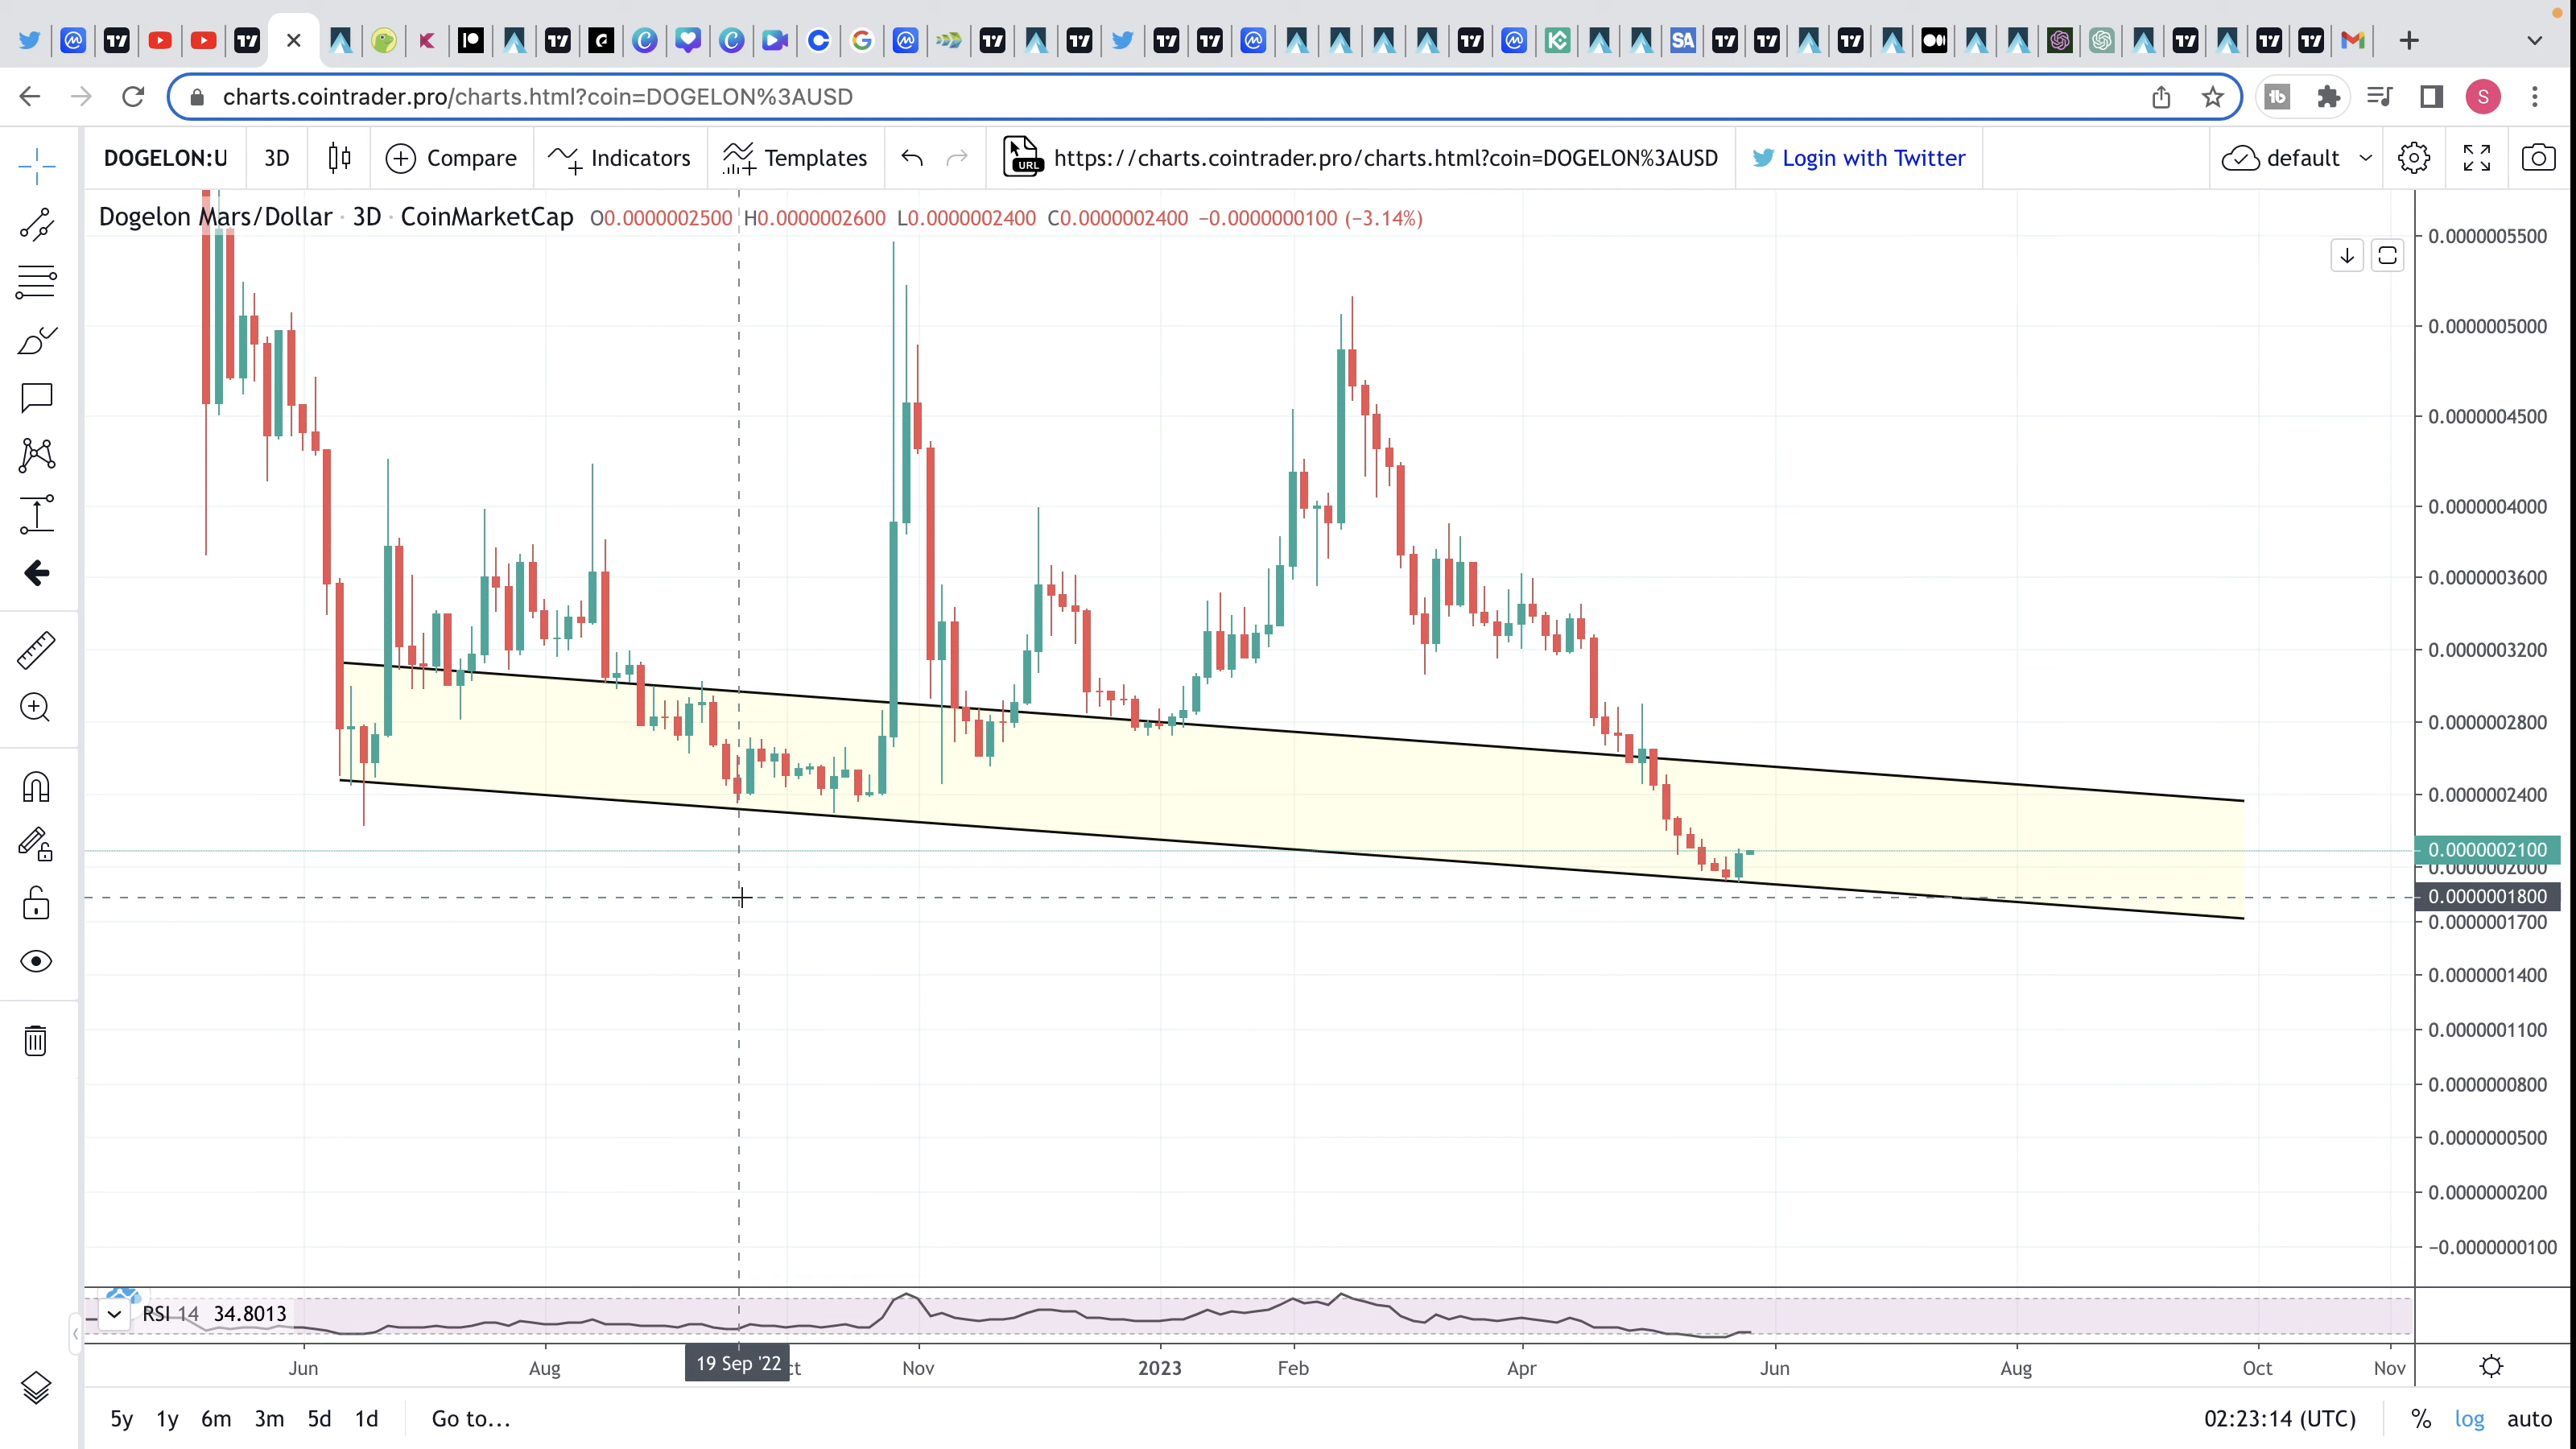 charts.cointrader.pro/charts.html?coin=DOGELON%3AUSD
S
DOGELON:U 3D Compare Indicators Templates URL https://charts.cointrader.pro/charts.html?coin=DOGELON%3AUSD Login with Twitter default
Dogelon Mars/Dollar · 3D · CoinMarketCap O0.0000002500 H0.0000002600 L0.0000002400 C0.0000002400 −0.0000000100 (−3.14%)
0.0000005500
0.0000005000
0.0000004500
0.0000004000
0.0000003600
0.0000003200
0.0000002800
0.0000002400
0.0000002100
0.0000002000
0.0000001800
0.0000001700
0.0000001400
0.0000001100
0.0000000800
0.0000000500
0.0000000200
−0.0000000100
RSI 14 34.8013
Jun Aug 19 Sep '22 ct Nov 2023 Feb Apr Jun Aug Oct Nov
5y 1y 6m 3m 5d 1d Go to... 02:23:14 (UTC) % log auto